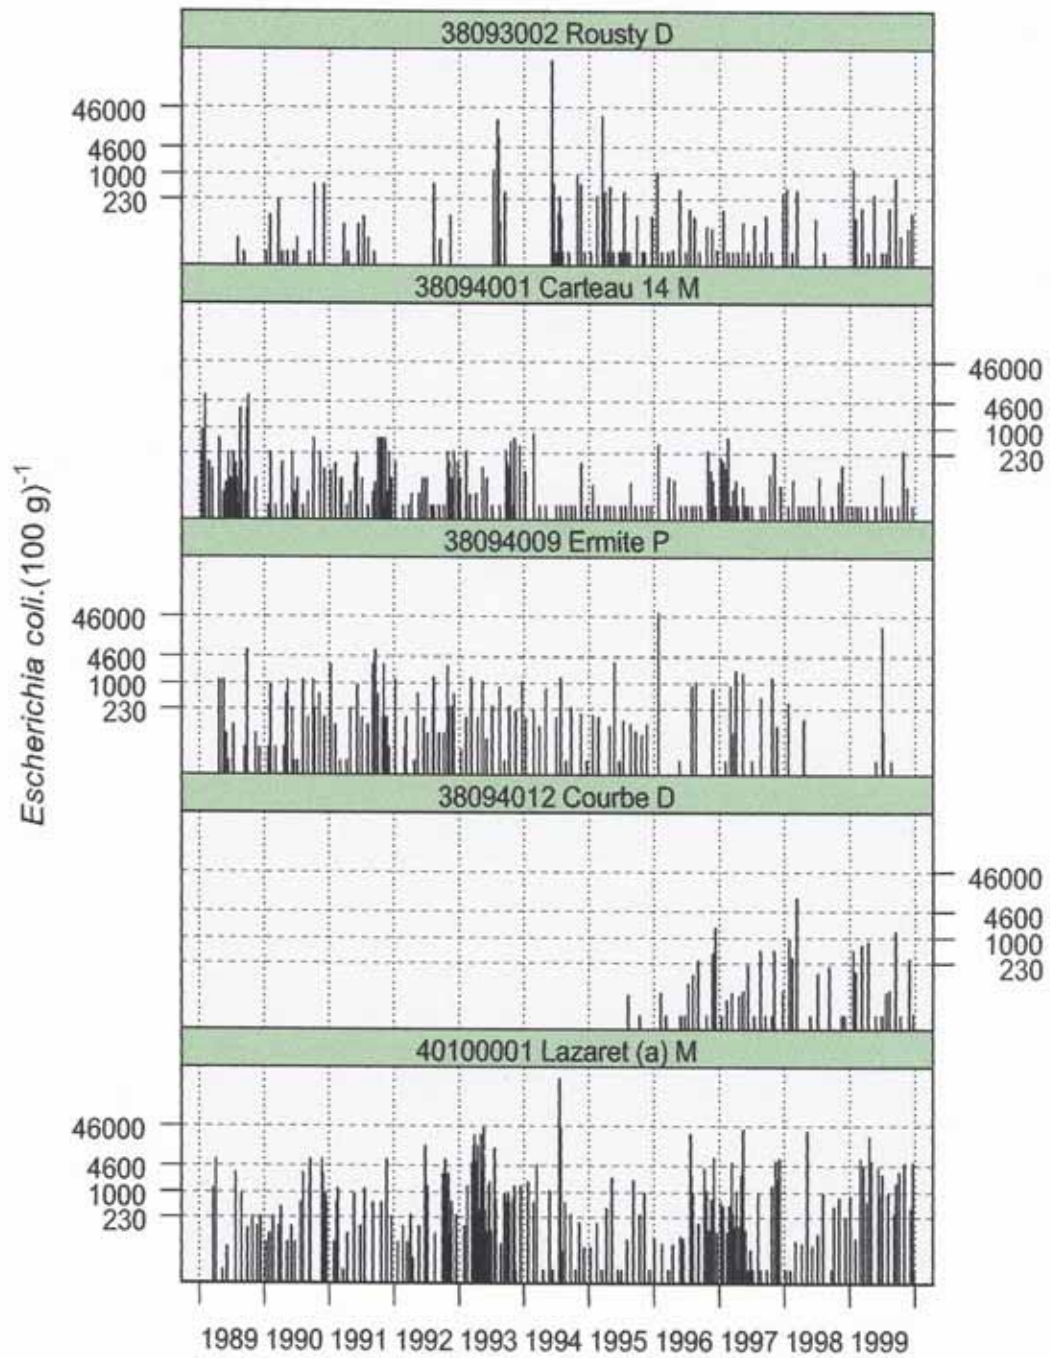 38093002 Rousty D
46000
4600
1000
230
38094001 Carteau 14 M
46000
4600
1000
230
38094009 Ermite P
46000
4600
1000
230
38094012 Courbe D
46000
4600
1000
230
40100001 Lazaret (a) M
46000
4600
1000
230
1989 1990 1991 1992 1993 1994 1995 1996 1997 1998 1999
Escherichia coli.(100 g)⁻¹